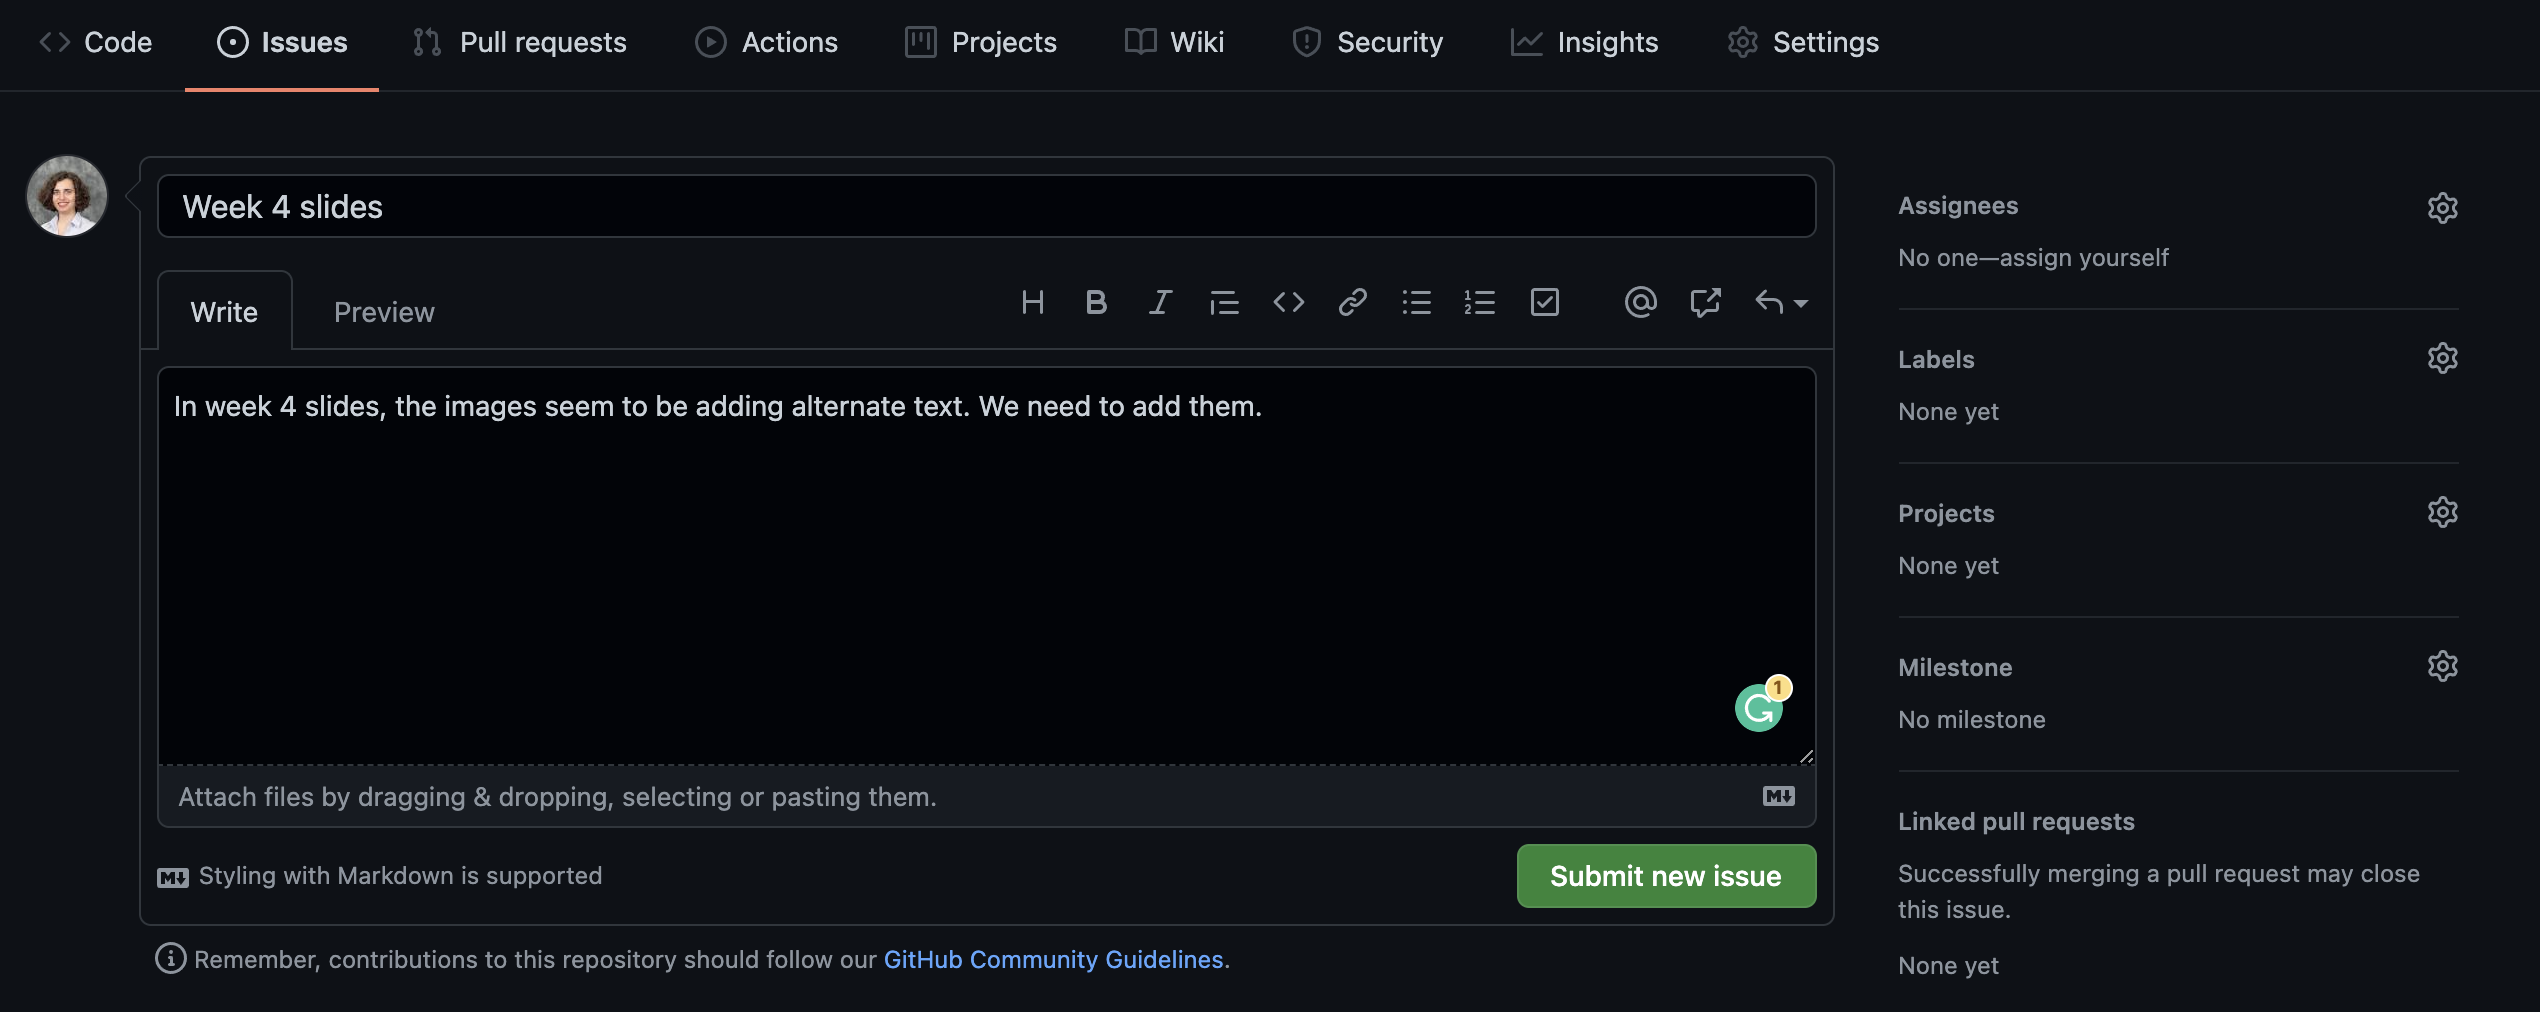 Code Issues Pull requests Actions Projects Wiki Security Insights Settings
Week 4 slides
Write Preview
In week 4 slides, the images seem to be adding alternate text. We need to add them.
1
Attach files by dragging & dropping, selecting or pasting them.
Styling with Markdown is supported
Submit new issue
Remember, contributions to this repository should follow our GitHub Community Guidelines.
Assignees
No one—assign yourself
Labels
None yet
Projects
None yet
Milestone
No milestone
Linked pull requests
Successfully merging a pull request may close
this issue.
None yet